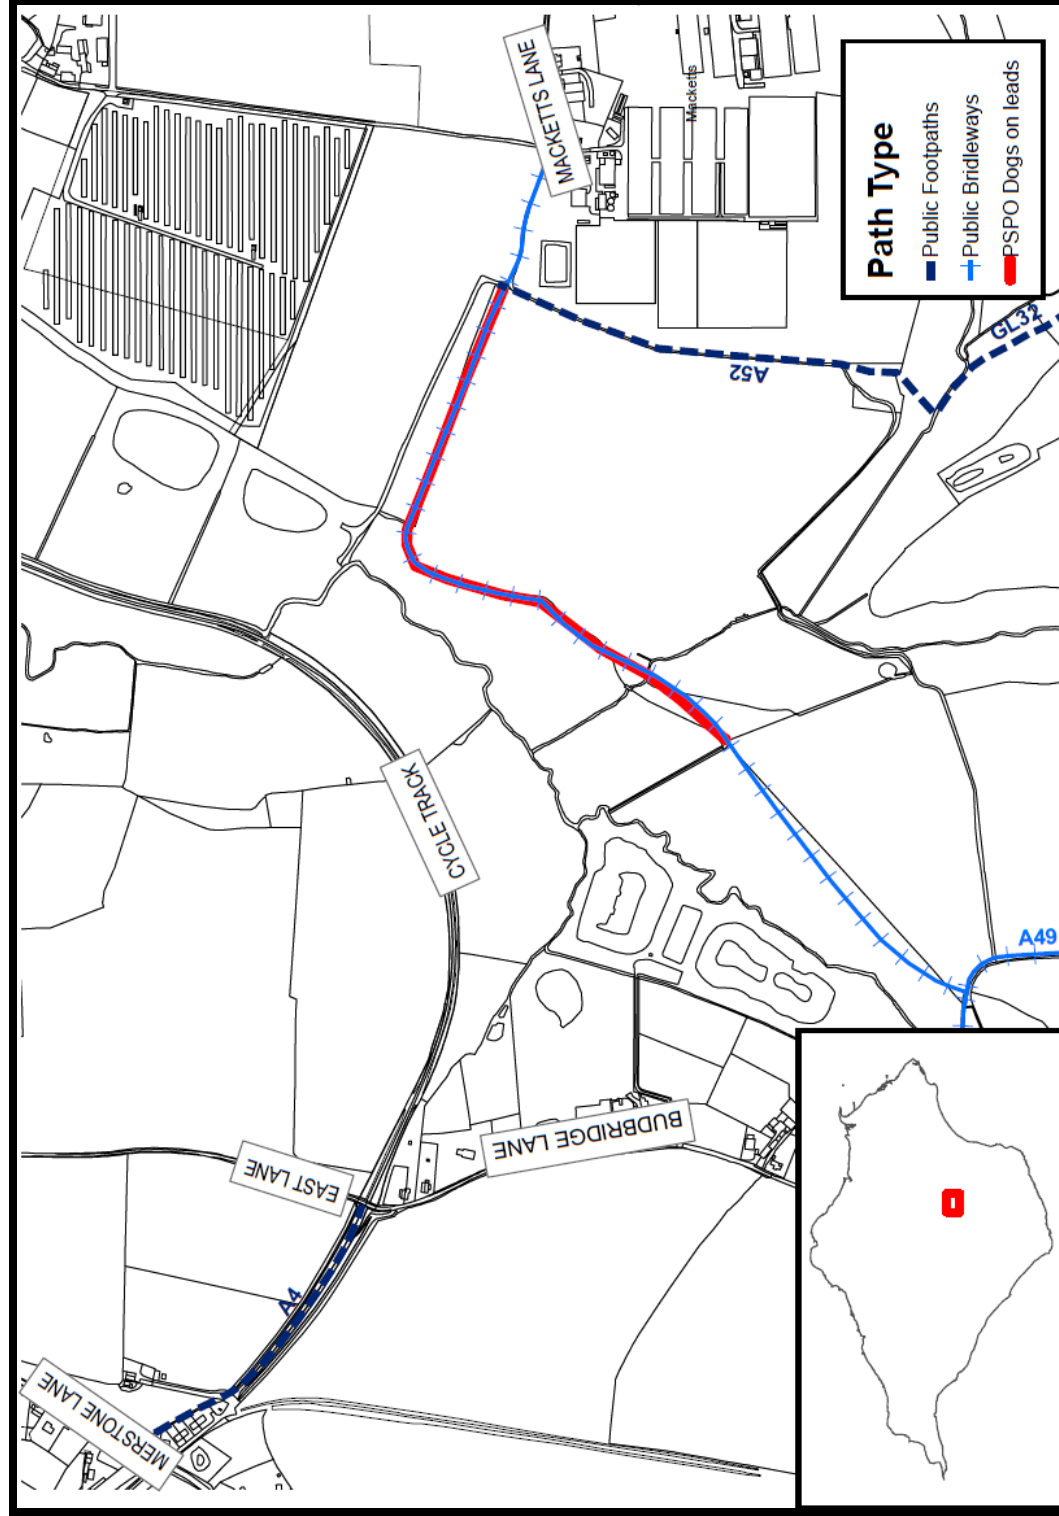 MACKETTS LANE
Macketts
Path Type
Public Footpaths
Public Bridleways
PSPO Dogs on leads
GL32
A52
CYCLE TRACK
A49
BUDBRIDGE LANE
EAST LANE
A4
MERSTONE LANE